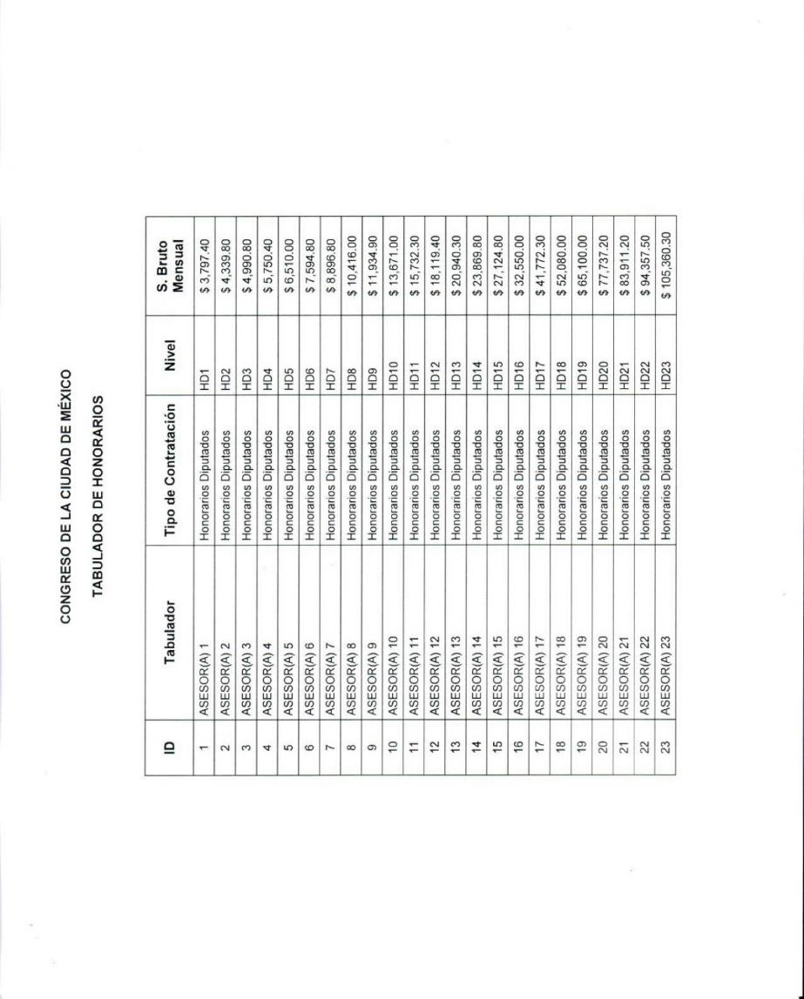 CONGRESO DE LA CIUDAD DE MÉXICO
TABULADOR DE HONORARIOS
ID Tabulador Tipo de Contratación Nivel S. Bruto Mensual
1 ASESOR(A) 1 Honorarios Diputados HD1 $ 3,797.40
2 ASESOR(A) 2 Honorarios Diputados HD2 $ 4,339.80
3 ASESOR(A) 3 Honorarios Diputados HD3 $ 4,990.80
4 ASESOR(A) 4 Honorarios Diputados HD4 $ 5,750.40
5 ASESOR(A) 5 Honorarios Diputados HD5 $ 6,510.00
6 ASESOR(A) 6 Honorarios Diputados HD6 $ 7,594.80
7 ASESOR(A) 7 Honorarios Diputados HD7 $ 8,896.80
8 ASESOR(A) 8 Honorarios Diputados HD8 $ 10,416.00
9 ASESOR(A) 9 Honorarios Diputados HD9 $ 11,934.90
10 ASESOR(A) 10 Honorarios Diputados HD10 $ 13,671.00
11 ASESOR(A) 11 Honorarios Diputados HD11 $ 15,732.30
12 ASESOR(A) 12 Honorarios Diputados HD12 $ 18,119.40
13 ASESOR(A) 13 Honorarios Diputados HD13 $ 20,940.30
14 ASESOR(A) 14 Honorarios Diputados HD14 $ 23,869.80
15 ASESOR(A) 15 Honorarios Diputados HD15 $ 27,124.80
16 ASESOR(A) 16 Honorarios Diputados HD16 $ 32,550.00
17 ASESOR(A) 17 Honorarios Diputados HD17 $ 41,772.30
18 ASESOR(A) 18 Honorarios Diputados HD18 $ 52,080.00
19 ASESOR(A) 19 Honorarios Diputados HD19 $ 65,100.00
20 ASESOR(A) 20 Honorarios Diputados HD20 $ 77,737.20
21 ASESOR(A) 21 Honorarios Diputados HD21 $ 83,911.20
22 ASESOR(A) 22 Honorarios Diputados HD22 $ 94,357.50
23 ASESOR(A) 23 Honorarios Diputados HD23 $ 105,360.30